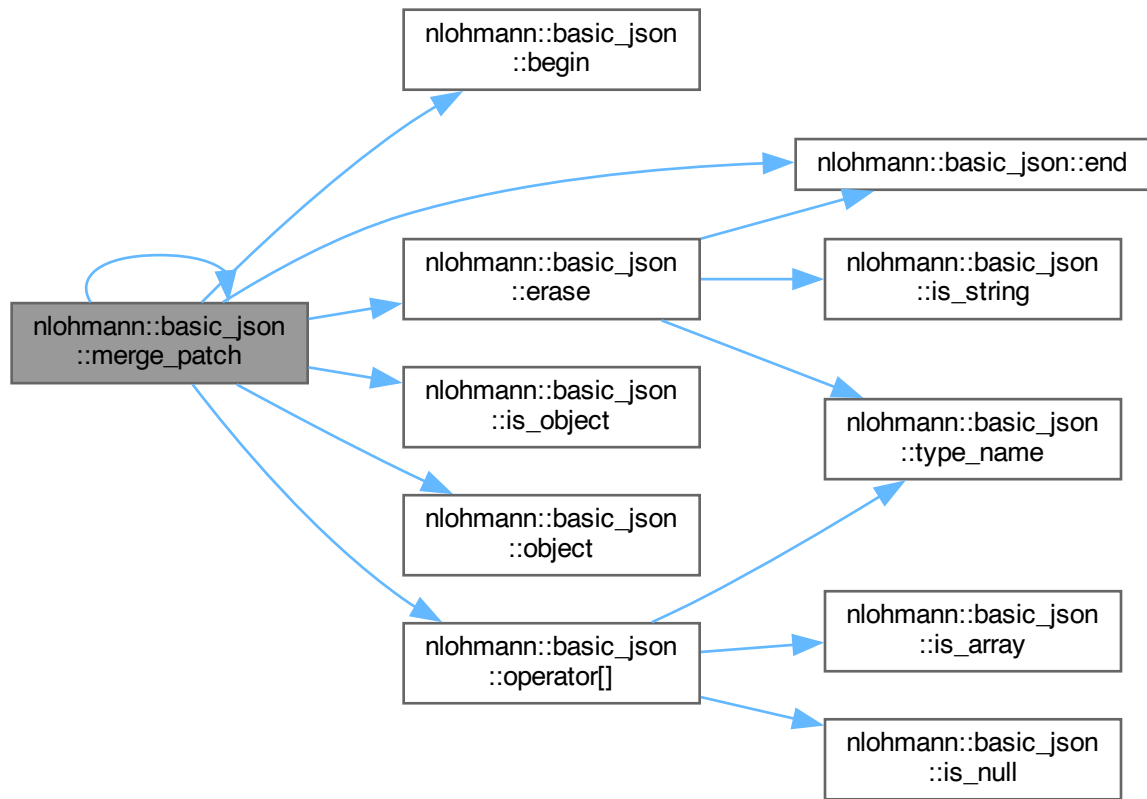 nlohmann::basic_json
::begin
nlohmann::basic_json::end
nlohmann::basic_json
::erase
nlohmann::basic_json
::is_string
nlohmann::basic_json
::merge_patch
nlohmann::basic_json
::is_object
nlohmann::basic_json
::type_name
nlohmann::basic_json
::object
nlohmann::basic_json
::operator[]
nlohmann::basic_json
::is_array
nlohmann::basic_json
::is_null